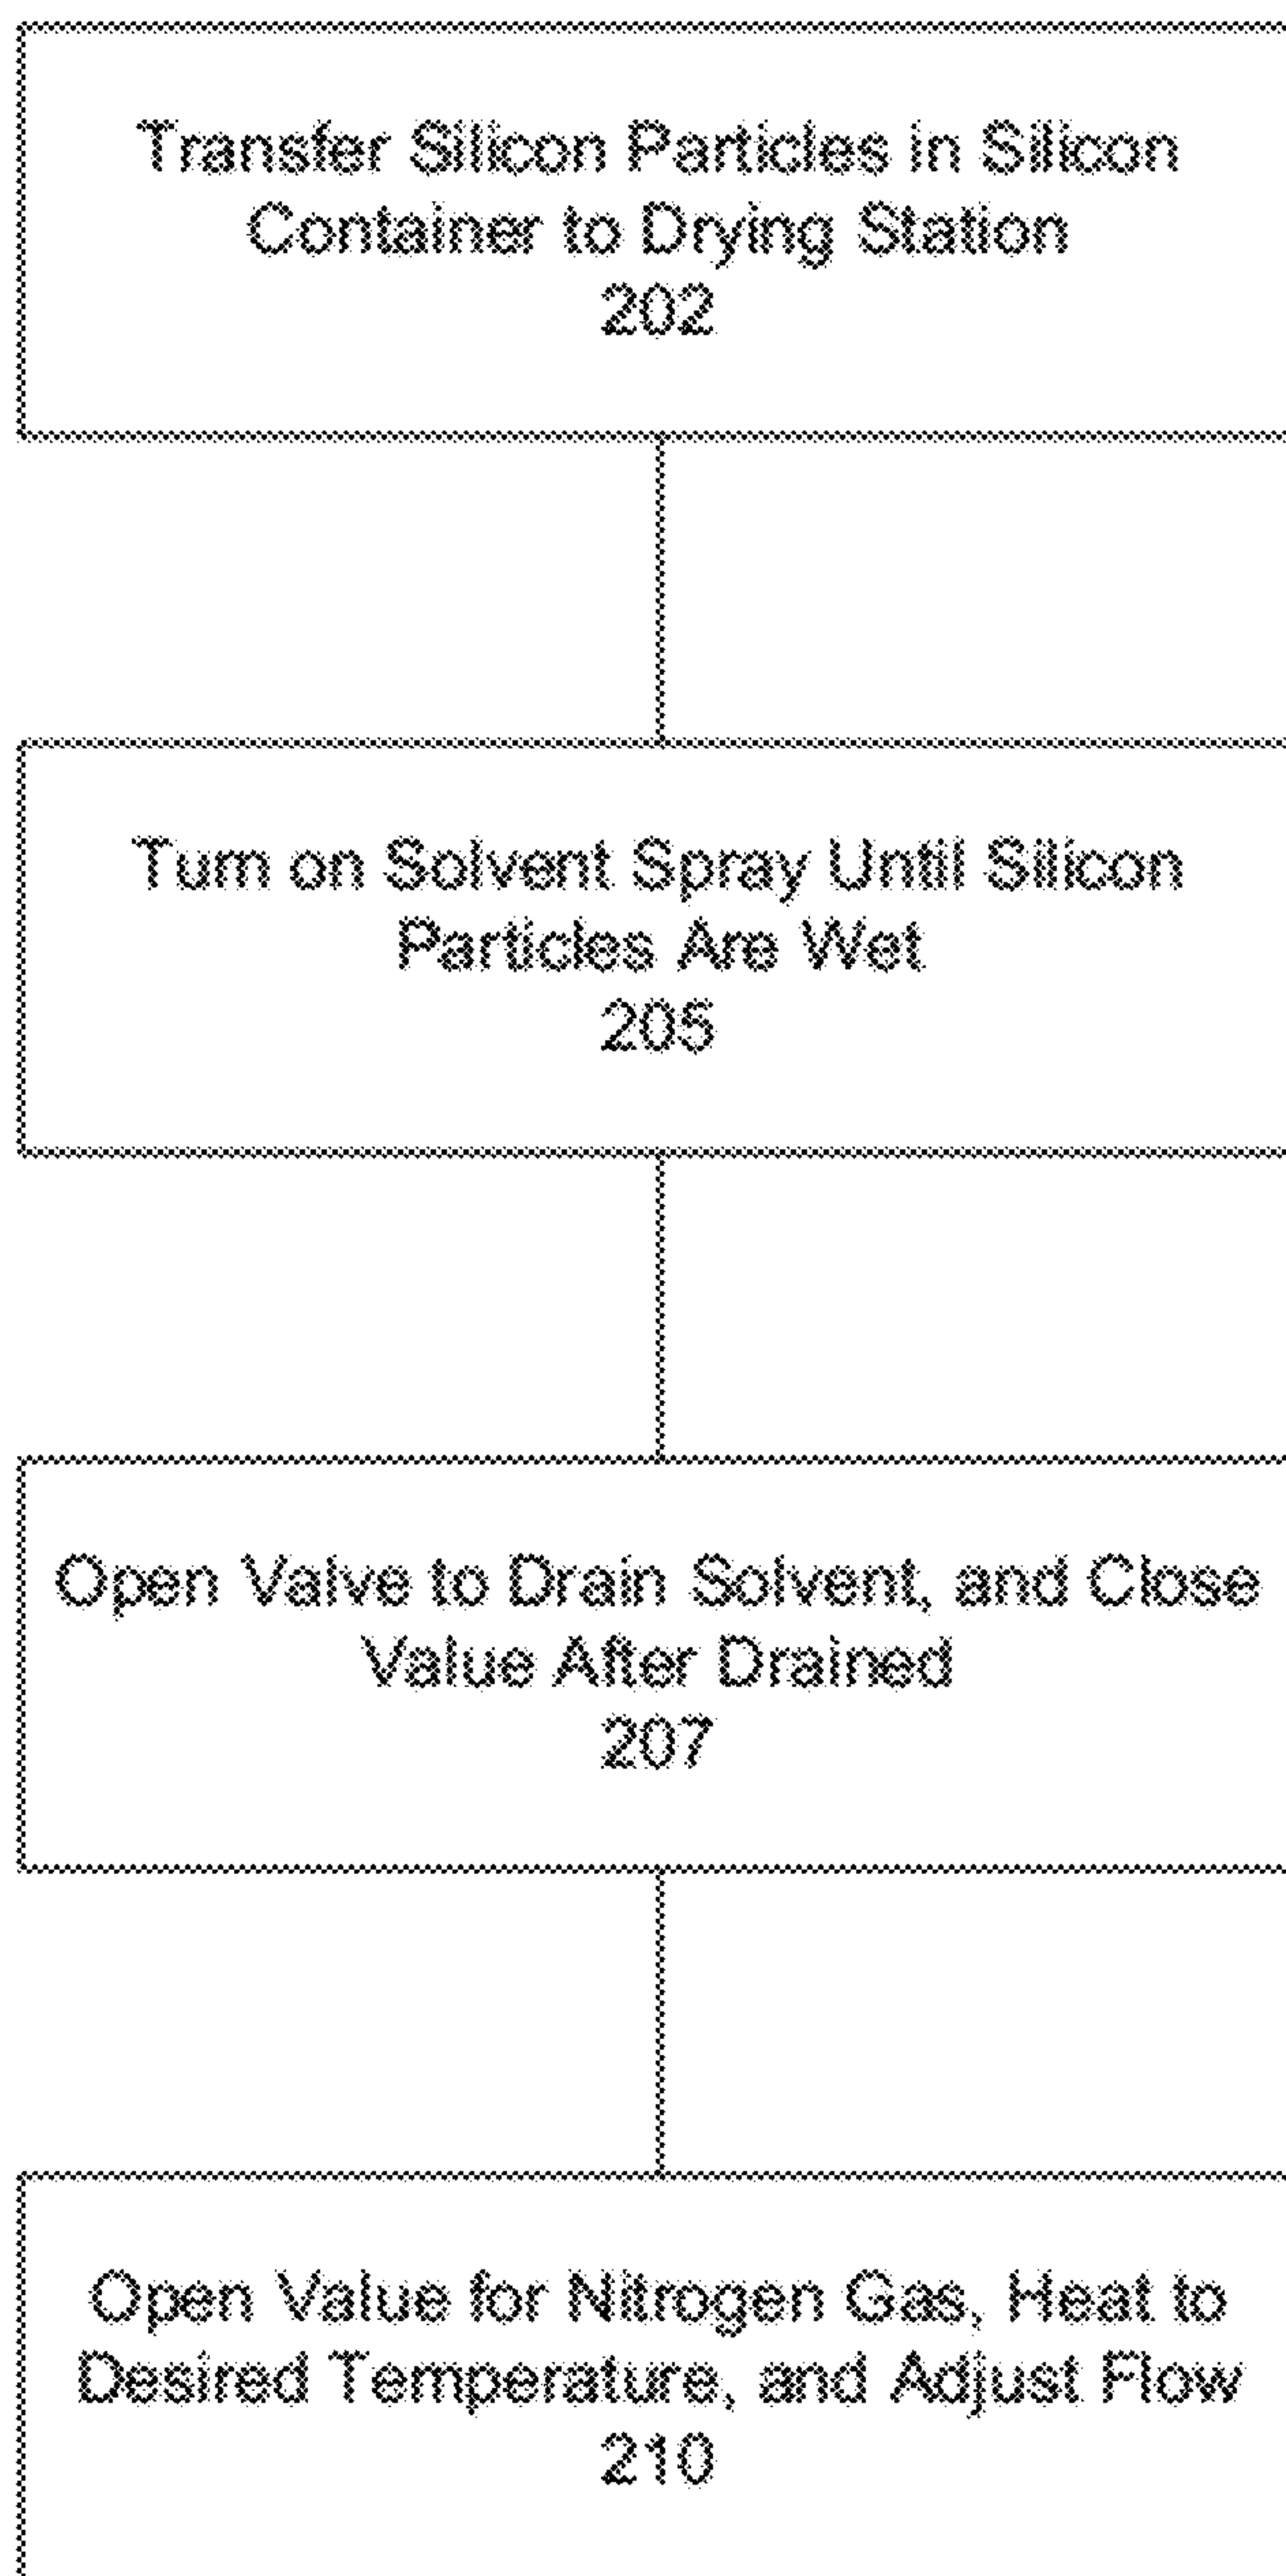 Transfer Silicon Particles in Silicon
Container to Drying Station
202
Turn on Solvent Spray Until Silicon
Particles Are Wet
205
Open Valve to Drain Solvent, and Close
Value After Drained
207
Open Value for Nitrogen Gas, Heat to
Desired Temperature, and Adjust Flow
210